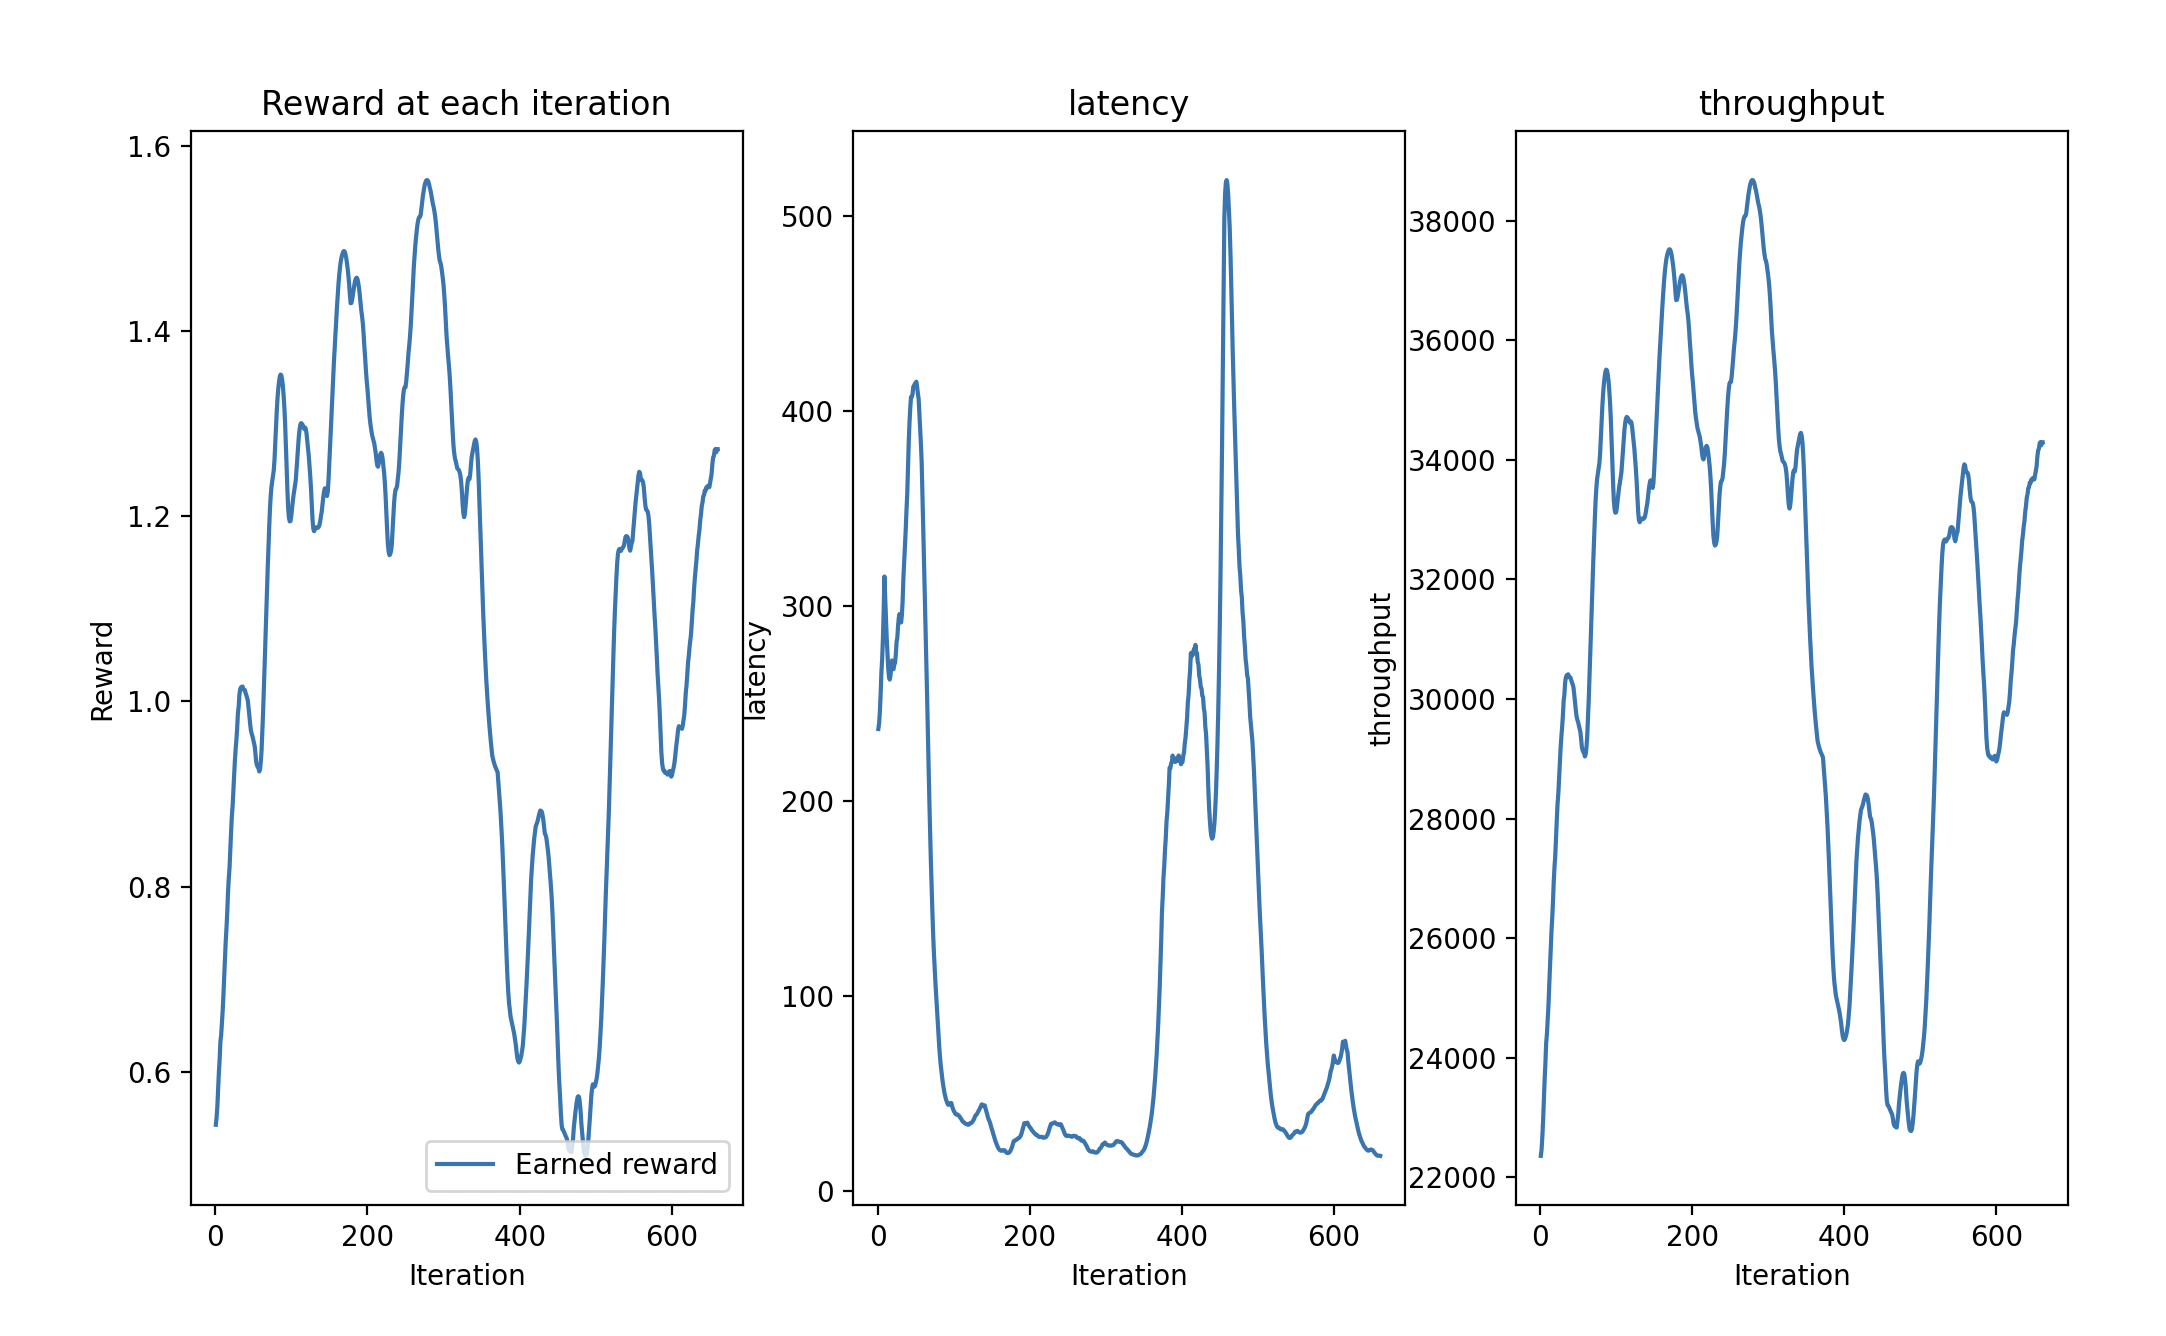 Reward at each iteration
1.6
1.4
1.2
1.0
0.8
0.6
Reward
0 200 400 600
Iteration
Earned reward
latency
500
400
300
200
100
0
latency
0 200 400 600
Iteration
throughput
38000
36000
34000
32000
30000
28000
26000
24000
22000
throughput
0 200 400 600
Iteration